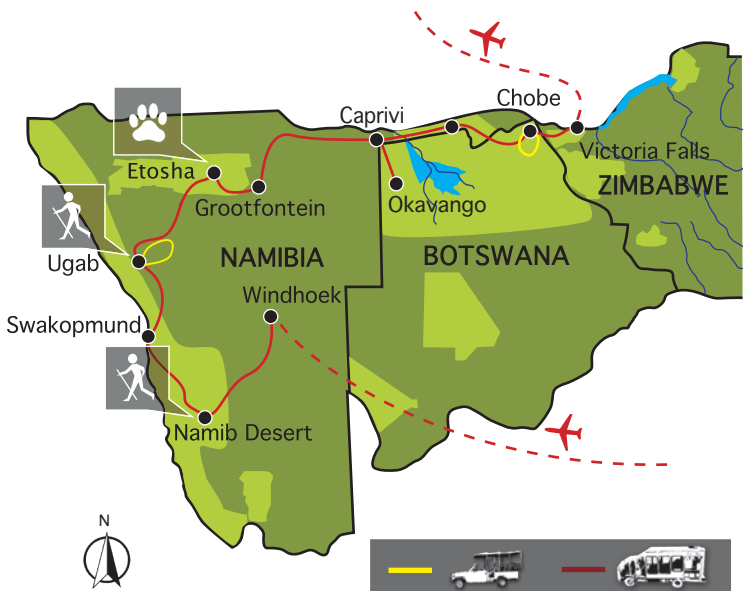 Chobe
Caprivi
Victoria Falls
Etosha
ZIMBABWE
Grootfontein
Okavango
NAMIBIA
BOTSWANA
Ugab
Windhoek
Swakopmund
Namib Desert
N